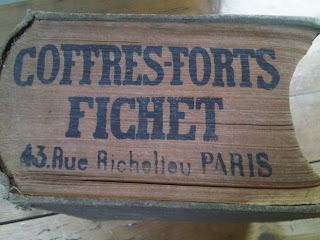 COFFRES-FORTS
FICHET
43.Rue Richelieu PARIS